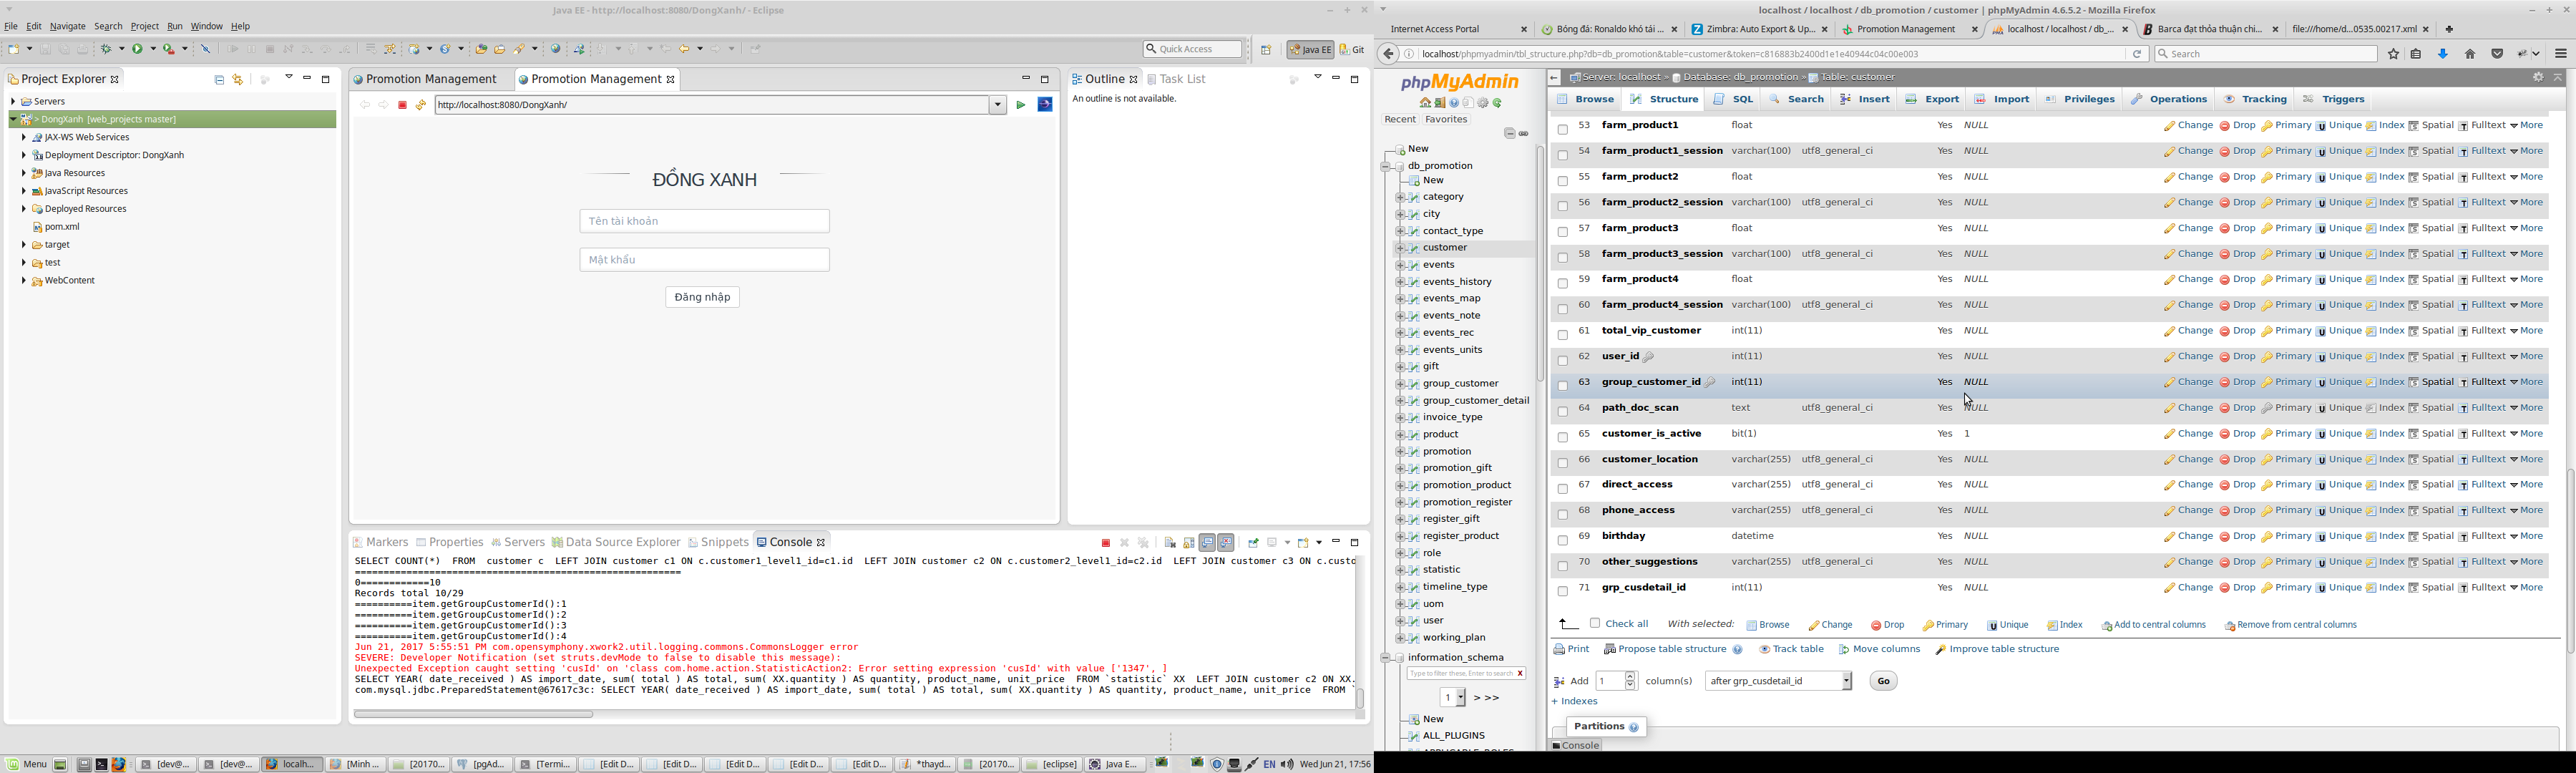 Java EE - http://localhost:8080/DongXanh/ - Eclipse
File Edit Navigate Search Project Run Window Help
Quick Access
Java EE
Git
Project Explorer
Servers
> DongXanh [web_projects master]
JAX-WS Web Services
Deployment Descriptor: DongXanh
Java Resources
JavaScript Resources
Deployed Resources
pom.xml
target
test
WebContent
Promotion Management
Promotion Management
http://localhost:8080/DongXanh/
ĐỒNG XANH
Tên tài khoản
Mật khẩu
Đăng nhập
Outline
Task List
An outline is not available.
Markers Properties Servers Data Source Explorer Snippets Console
SELECT COUNT(*) FROM customer c LEFT JOIN customer c1 ON c.customer1_level1_id=c1.id LEFT JOIN customer c2 ON c.customer2_level1_id=c2.id LEFT JOIN customer c3 ON c.custo
=========================================================
0============10
Records total 10/29
==========item.getGroupCustomerId():1
==========item.getGroupCustomerId():2
==========item.getGroupCustomerId():3
==========item.getGroupCustomerId():4
Jun 21, 2017 5:55:51 PM com.opensymphony.xwork2.util.logging.commons.CommonsLogger error
SEVERE: Developer Notification (set struts.devMode to false to disable this message):
Unexpected Exception caught setting 'cusId' on 'class com.home.action.StatisticAction2: Error setting expression 'cusId' with value ['1347', ]
SELECT YEAR( date_received ) AS import_date, sum( total ) AS total, sum( XX.quantity ) AS quantity, product_name, unit_price FROM `statistic` XX LEFT JOIN customer c2 ON XX.
com.mysql.jdbc.PreparedStatement@67617c3c: SELECT YEAR( date_received ) AS import_date, sum( total ) AS total, sum( XX.quantity ) AS quantity, product_name, unit_price FROM `
Menu [dev@... [dev@... localh... [Minh ... [20170... [pgAd... [Termi... [Edit D... [Edit D... [Edit D... [Edit D... [Edit D... *thayd... [20170... [eclipse] Java E... EN Wed Jun 21, 17:56
localhost / localhost / db_promotion / customer | phpMyAdmin 4.6.5.2 - Mozilla Firefox
Internet Access Portal
Bóng đá: Ronaldo khó tái ...
Zimbra: Auto Export & Up...
Promotion Management
localhost / localhost / db_...
Barca đạt thỏa thuận chi...
file:///home/d...0535.00217.xml
localhost/phpmyadmin/tbl_structure.php?db=db_promotion&table=customer&token=c816883b2400d1e1e40944c04c00e003
Search
phpMyAdmin
Recent Favorites
New
db_promotion
New
category
city
contact_type
customer
events
events_history
events_map
events_note
events_rec
events_units
gift
group_customer
group_customer_detail
invoice_type
product
promotion
promotion_gift
promotion_product
promotion_register
register_gift
register_product
role
statistic
timeline_type
uom
user
working_plan
information_schema
Type to filter these, Enter to search X
1 > >>
New
ALL_PLUGINS
Server: localhost » Database: db_promotion » Table: customer
Browse Structure SQL Search Insert Export Import Privileges Operations Tracking Triggers
53 farm_product1 float Yes NULL Change Drop Primary Unique Index Spatial Fulltext More
54 farm_product1_session varchar(100) utf8_general_ci Yes NULL Change Drop Primary Unique Index Spatial Fulltext More
55 farm_product2 float Yes NULL Change Drop Primary Unique Index Spatial Fulltext More
56 farm_product2_session varchar(100) utf8_general_ci Yes NULL Change Drop Primary Unique Index Spatial Fulltext More
57 farm_product3 float Yes NULL Change Drop Primary Unique Index Spatial Fulltext More
58 farm_product3_session varchar(100) utf8_general_ci Yes NULL Change Drop Primary Unique Index Spatial Fulltext More
59 farm_product4 float Yes NULL Change Drop Primary Unique Index Spatial Fulltext More
60 farm_product4_session varchar(100) utf8_general_ci Yes NULL Change Drop Primary Unique Index Spatial Fulltext More
61 total_vip_customer int(11) Yes NULL Change Drop Primary Unique Index Spatial Fulltext More
62 user_id int(11) Yes NULL Change Drop Primary Unique Index Spatial Fulltext More
63 group_customer_id int(11) Yes NULL Change Drop Primary Unique Index Spatial Fulltext More
64 path_doc_scan text utf8_general_ci Yes NULL Change Drop Primary Unique Index Spatial Fulltext More
65 customer_is_active bit(1) Yes 1 Change Drop Primary Unique Index Spatial Fulltext More
66 customer_location varchar(255) utf8_general_ci Yes NULL Change Drop Primary Unique Index Spatial Fulltext More
67 direct_access varchar(255) utf8_general_ci Yes NULL Change Drop Primary Unique Index Spatial Fulltext More
68 phone_access varchar(255) utf8_general_ci Yes NULL Change Drop Primary Unique Index Spatial Fulltext More
69 birthday datetime Yes NULL Change Drop Primary Unique Index Spatial Fulltext More
70 other_suggestions varchar(255) utf8_general_ci Yes NULL Change Drop Primary Unique Index Spatial Fulltext More
71 grp_cusdetail_id int(11) Yes NULL Change Drop Primary Unique Index Spatial Fulltext More
Check all With selected: Browse Change Drop Primary Unique Index Add to central columns Remove from central columns
Print Propose table structure Track table Move columns Improve table structure
Add 1 column(s) after grp_cusdetail_id Go
+ Indexes
Partitions
Console